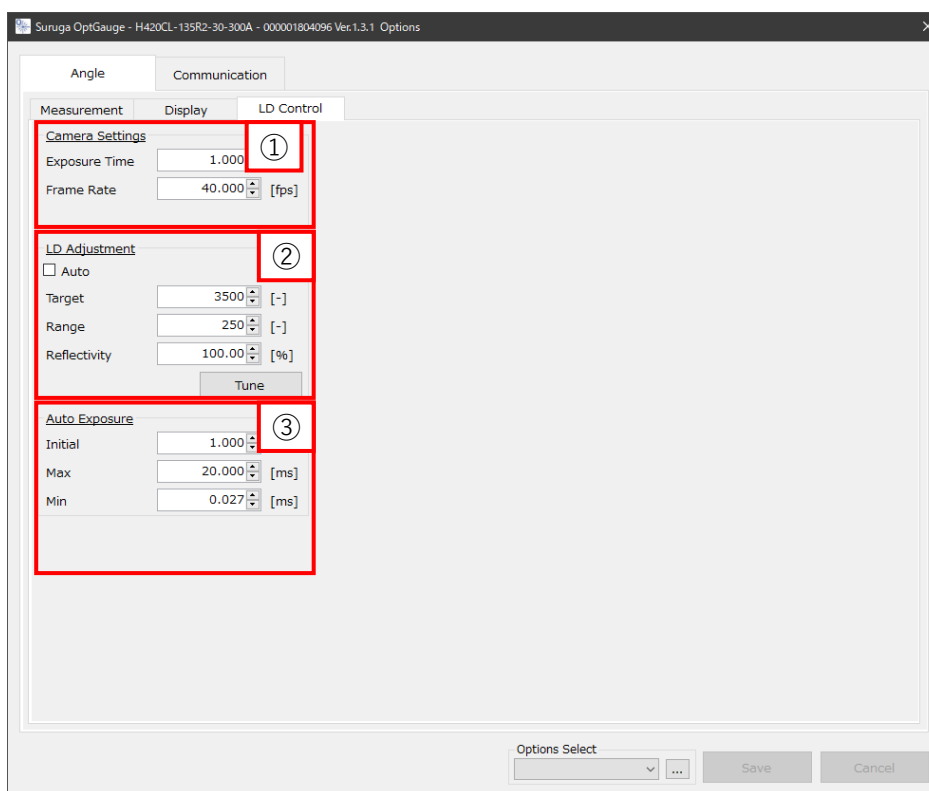 Suruga OptGauge - H420CL-135R2-30-300A - 000001804096 Ver.1.3.1 Options
Angle Communication
Measurement Display LD Control
Camera Settings ①
Exposure Time 1.000
Frame Rate 40.000 [fps]
LD Adjustment ②
Auto
Target 3500 [-]
Range 250 [-]
Reflectivity 100.00 [%]
Tune
Auto Exposure ③
Initial 1.000
Max 20.000 [ms]
Min 0.027 [ms]
Options Select
... Save Cancel